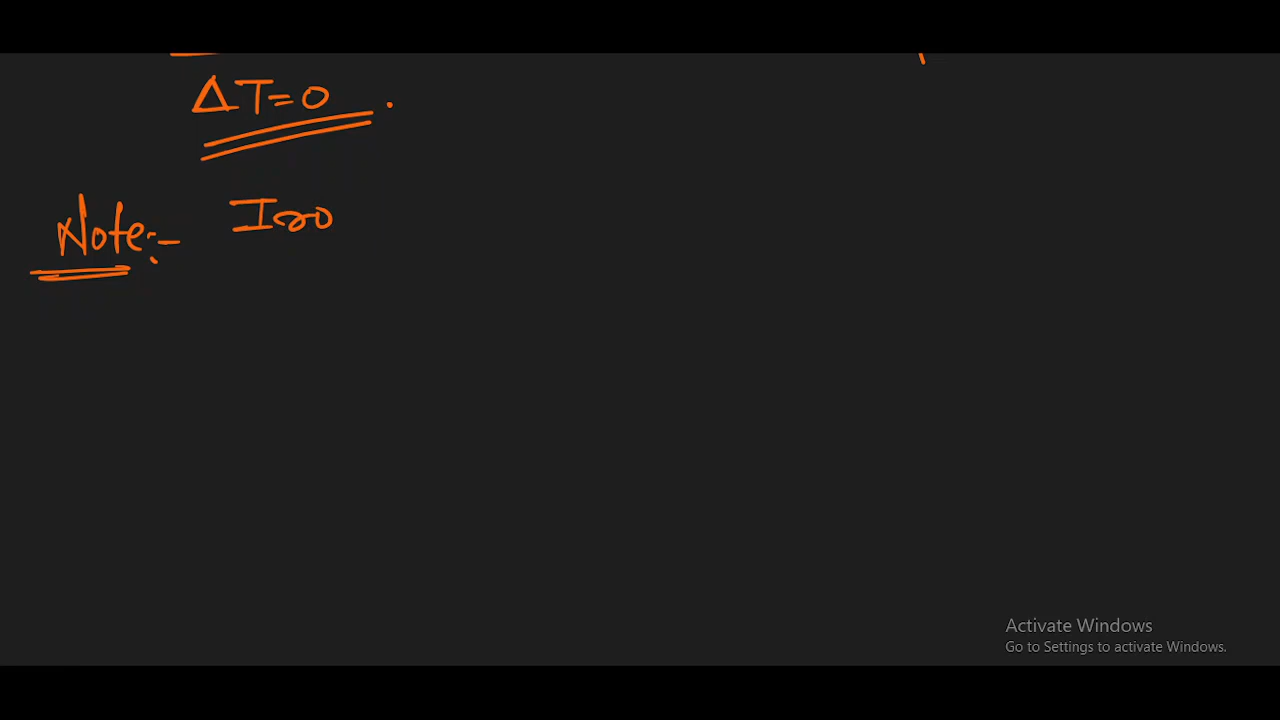 ΔT=0 .
Note:- Iso
Activate Windows
Go to Settings to activate Windows.